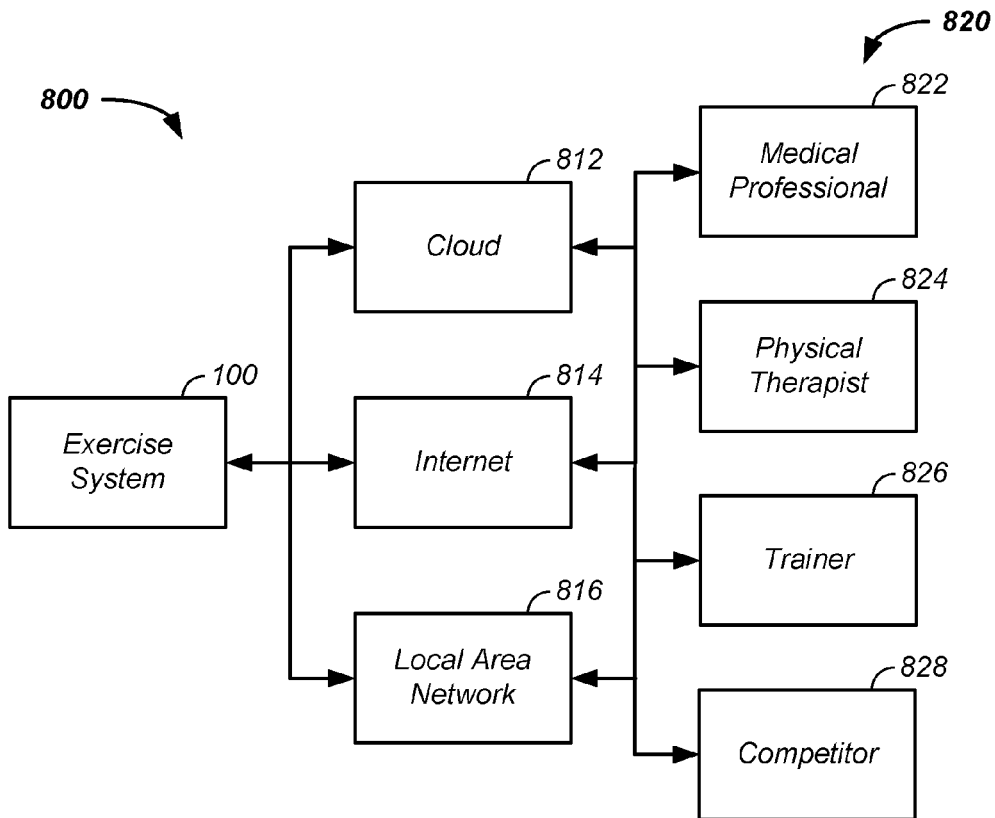 820
800
822
Medical
Professional
812
Cloud
824
Physical
Therapist
100
Exercise
System
814
Internet
826
Trainer
816
Local Area
Network
828
Competitor